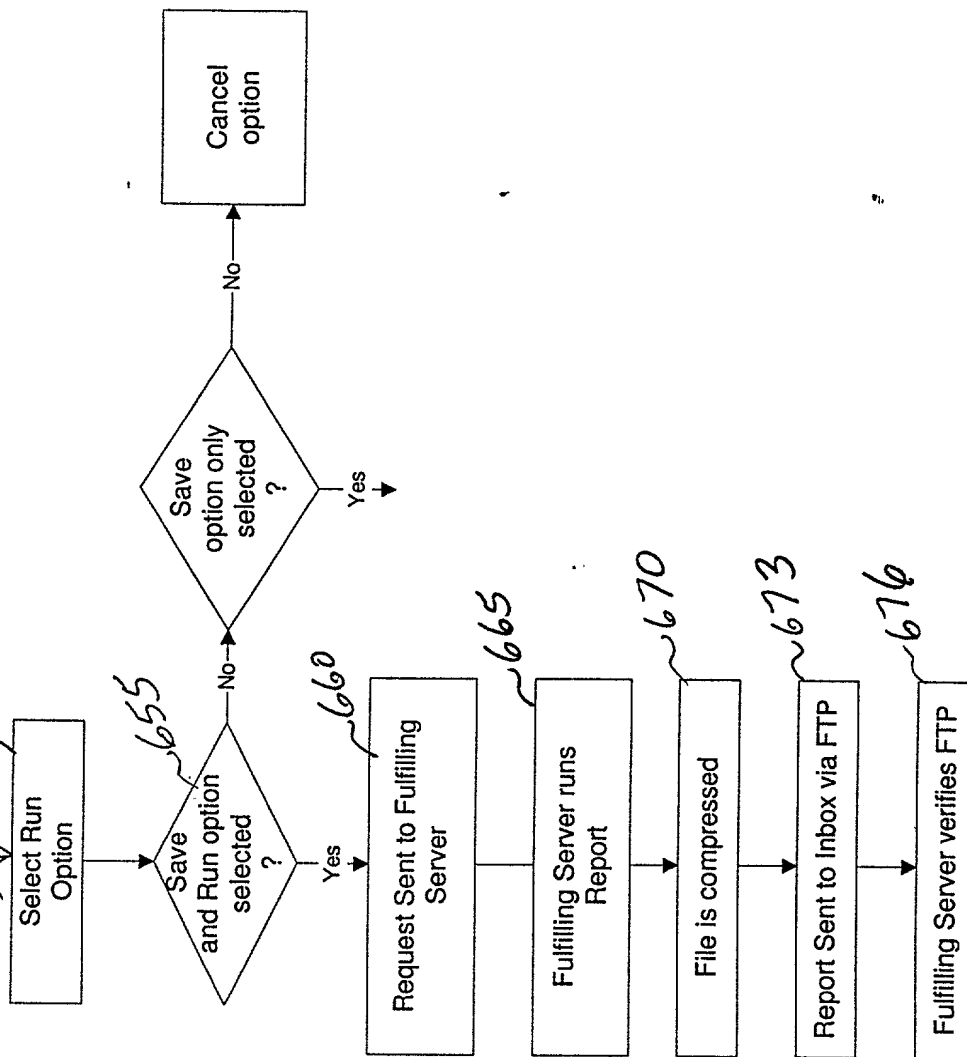 Select Run
Option
655
Save
and Run option
selected
?
No
Save
option only
selected
?
No
Cancel
option
Yes
Yes
660
Request Sent to Fulfilling
Server
665
Fulfilling Server runs
Report
670
File is compressed
673
Report Sent to Inbox via FTP
676
Fulfilling Server verifies FTP